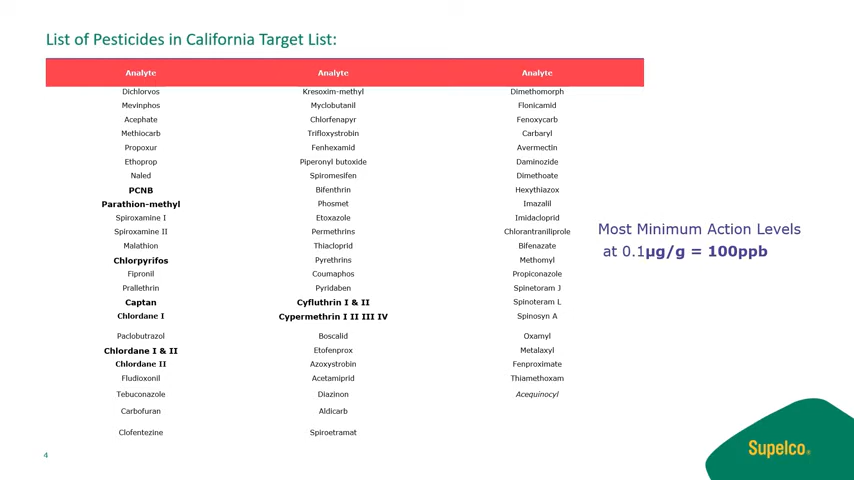 List of Pesticides in California Target List:
Analyte Analyte Analyte
Dichlorvos Kresoxim-methyl Dimethomorph
Mevinphos Myclobutanil Flonicamid
Acephate Chlorfenapyr Fenoxycarb
Methiocarb Trifloxystrobin Carbaryl
Propoxur Fenhexamid Avermectin
Ethoprop Piperonyl butoxide Daminozide
Naled Spiromesifen Dimethoate
PCNB Bifenthrin Hexythiazox
Parathion-methyl Phosmet Imazalil
Spiroxamine I Etoxazole Imidacloprid
Spiroxamine II Permethrins Chlorantraniliprole
Malathion Thiacloprid Bifenazate
Chlorpyrifos Pyrethrins Methomyl
Fipronil Coumaphos Propiconazole
Prallethrin Pyridaben Spinetoram J
Captan Cyfluthrin I & II Spinoteram L
Chlordane I Cypermethrin I II III IV Spinosyn A
Paclobutrazol Boscalid Oxamyl
Chlordane I & II Etofenprox Metalaxyl
Chlordane II Azoxystrobin Fenproximate
Fludioxonil Acetamiprid Thiamethoxam
Tebuconazole Diazinon Acequinocyl
Carbofuran Aldicarb
Clofentezine Spiroetramat
Most Minimum Action Levels
at 0.1µg/g = 100ppb
4
Supelco®